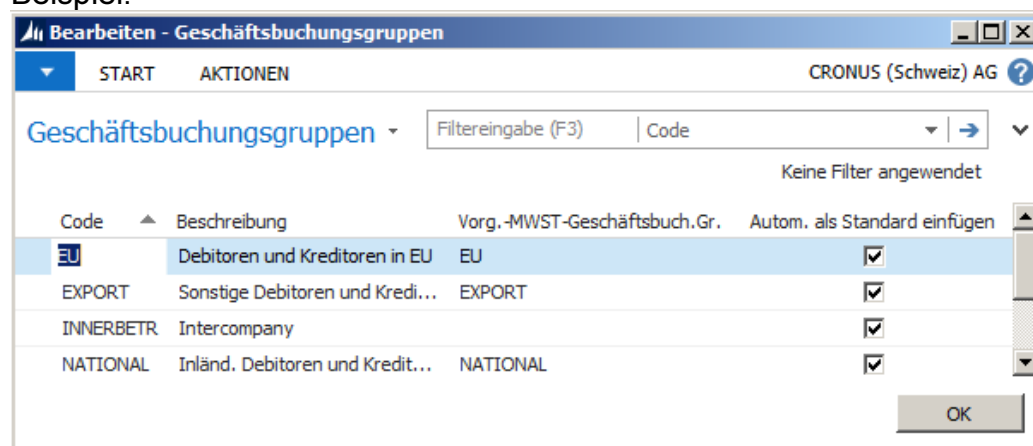 Beispiel:
Bearbeiten - Geschäftsbuchungsgruppen
START AKTIONEN CRONUS (Schweiz) AG ?
Geschäftsbuchungsgruppen Filtereingabe (F3) Code
Keine Filter angewendet
Code Beschreibung Vorg.-MWST-Geschäftsbuch.Gr. Autom. als Standard einfügen
EU Debitoren und Kreditoren in EU EU
EXPORT Sonstige Debitoren und Kredi... EXPORT
INNERBETR Intercompany
NATIONAL Inländ. Debitoren und Kredit... NATIONAL
OK